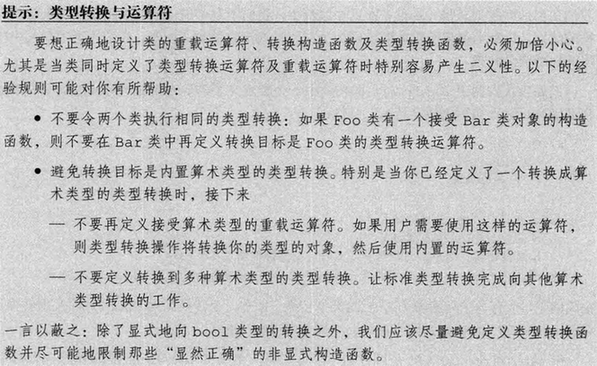 提示：类型转换与运算符
要想正确地设计类的重载运算符、转换构造函数及类型转换函数，必须加倍小心。
尤其是当类同时定义了类型转换运算符及重载运算符时特别容易产生二义性。以下的经
验规则可能对你有所帮助：
● 不要令两个类执行相同的类型转换：如果 Foo 类有一个接受 Bar 类对象的构造
函数，则不要在 Bar 类中再定义转换目标是 Foo 类的类型转换运算符。
● 避免转换目标是内置算术类型的类型转换。特别是当你已经定义了一个转换成算
术类型的类型转换时，接下来
— 不要再定义接受算术类型的重载运算符。如果用户需要使用这样的运算符，
则类型转换操作将转换你的类型的对象，然后使用内置的运算符。
— 不要定义转换到多种算术类型的类型转换。让标准类型转换完成向其他算术
类型转换的工作。
一言以蔽之：除了显式地向 bool 类型的转换之外，我们应该尽量避免定义类型转换函
数并尽可能地限制那些“显然正确”的非显式构造函数。